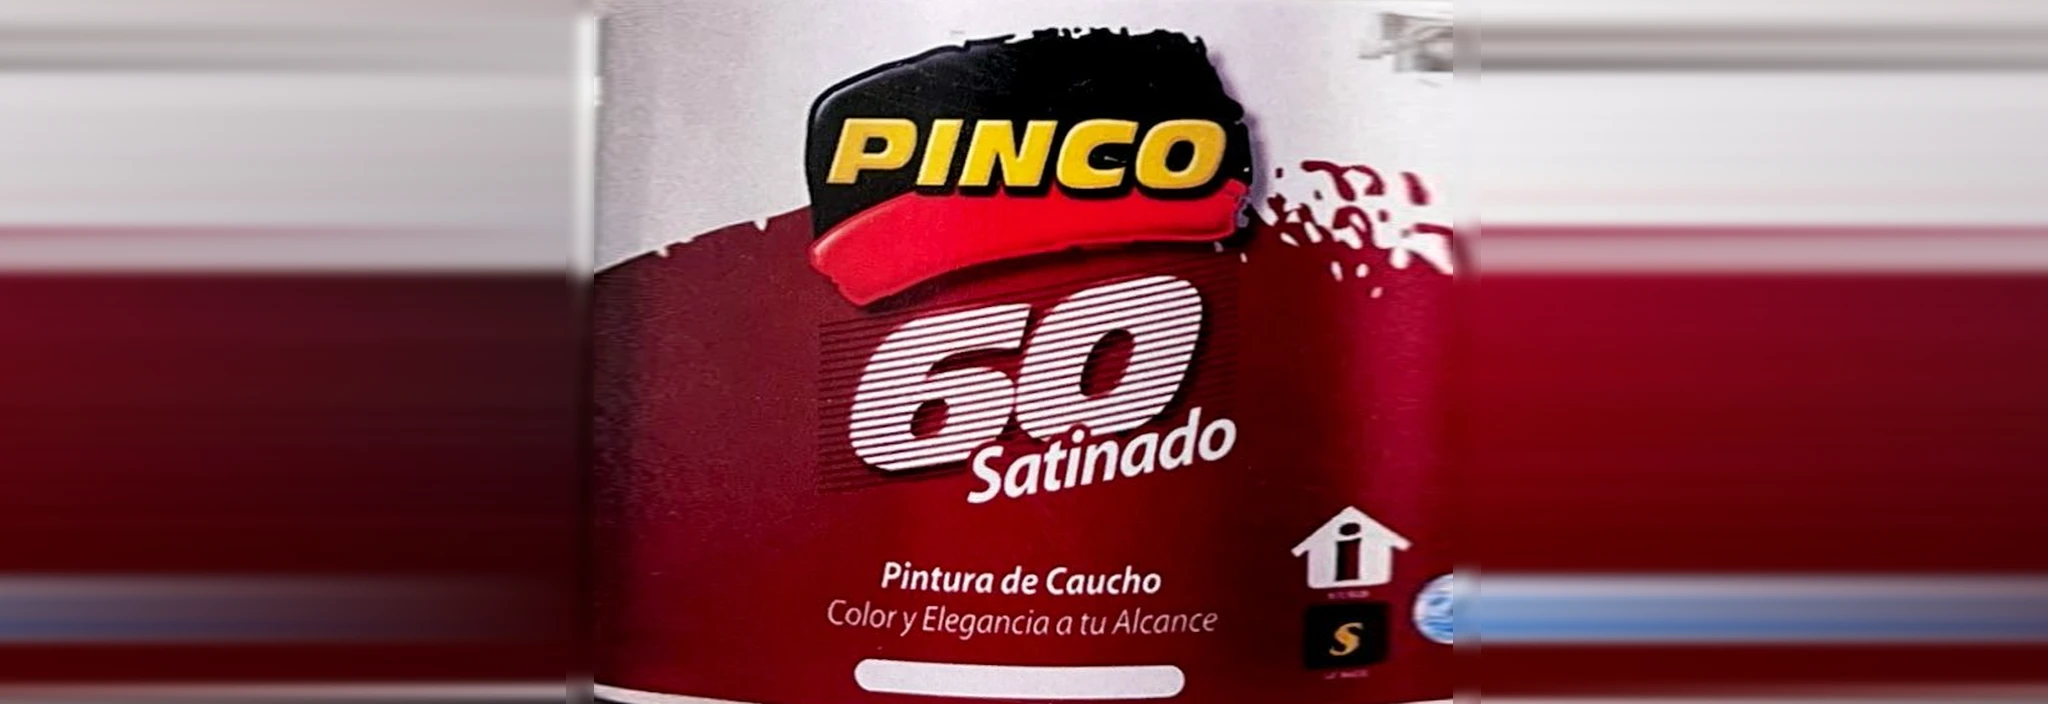 PINCO
60
Satinado
Pintura de Caucho
Color y Elegancia a tu Alcance
i
S